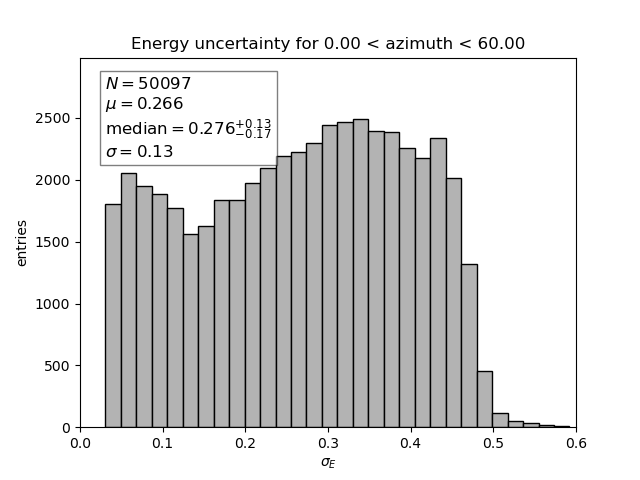 Energy uncertainty for 0.00 < azimuth < 60.00
N = 50097
μ = 0.266
median = 0.276 +0.13 −0.17
σ = 0.13
2500
2000
1500
1000
500
0
entries
0.0 0.1 0.2 0.3 0.4 0.5 0.6
σ_E